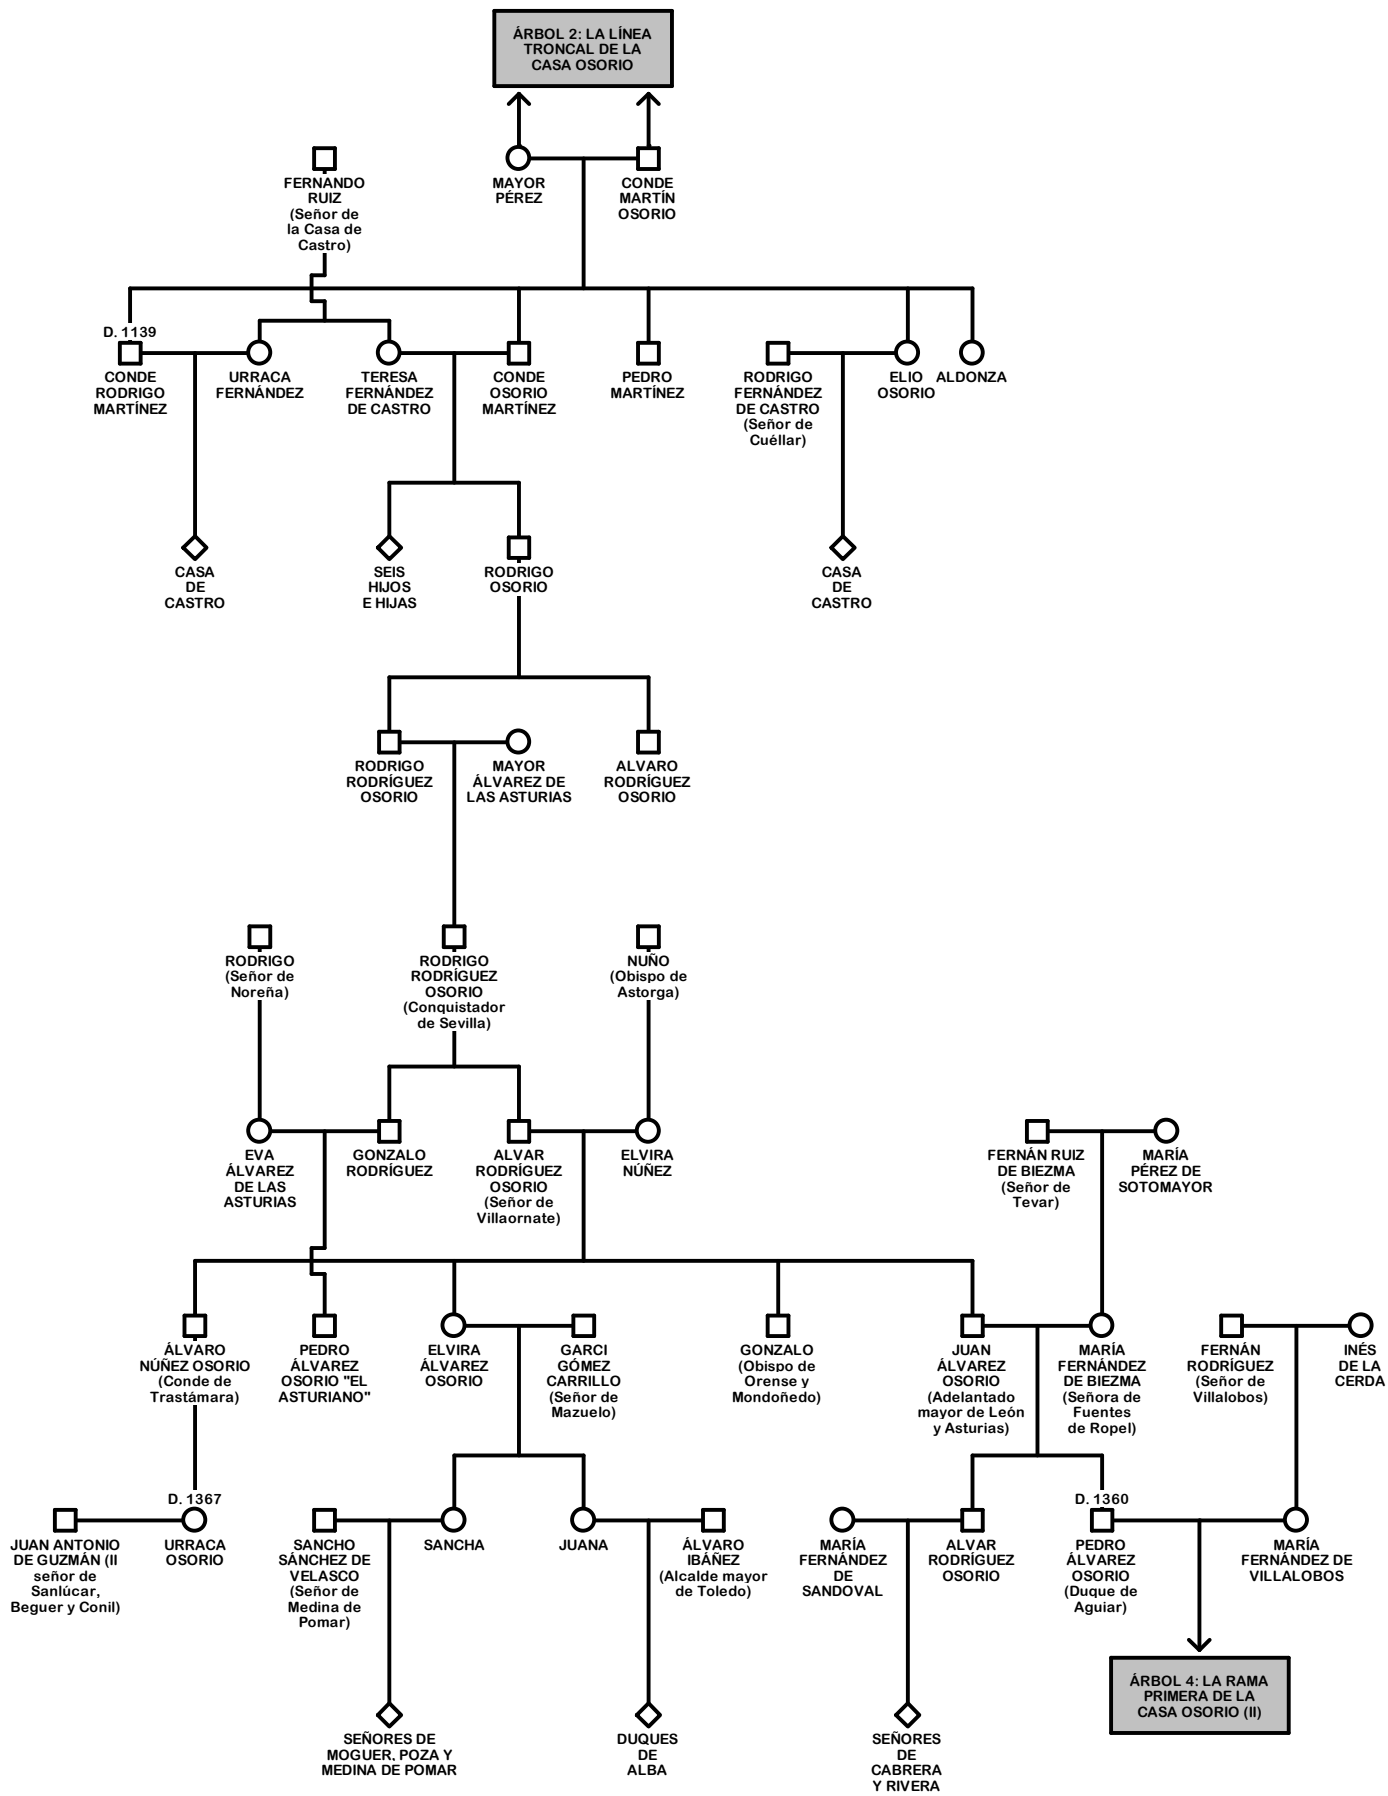 ÁRBOL 2: LA LÍNEA
TRONCAL DE LA
CASA OSORIO
FERNANDO
RUIZ
(Señor de
la Casa de
Castro)
MAYOR
PÉREZ
CONDE
MARTÍN
OSORIO
D. 1139
CONDE
RODRIGO
MARTÍNEZ
URRACA
FERNÁNDEZ
TERESA
FERNÁNDEZ
DE CASTRO
CONDE
OSORIO
MARTÍNEZ
PEDRO
MARTÍNEZ
RODRIGO
FERNÁNDEZ
DE CASTRO
(Señor de
Cuéllar)
ELIO
OSORIO
ALDONZA
CASA
DE
CASTRO
SEIS
HIJOS
E HIJAS
RODRIGO
OSORIO
CASA
DE
CASTRO
RODRIGO
RODRÍGUEZ
OSORIO
MAYOR
ÁLVAREZ DE
LAS ASTURIAS
ALVARO
RODRÍGUEZ
OSORIO
RODRIGO
(Señor de
Noreña)
RODRIGO
RODRÍGUEZ
OSORIO
(Conquistador
de Sevilla)
NUÑO
(Obispo de
Astorga)
EVA
ÁLVAREZ
DE LAS
ASTURIAS
GONZALO
RODRÍGUEZ
ALVAR
RODRÍGUEZ
OSORIO
(Señor de
Villaornate)
ELVIRA
NÚÑEZ
FERNÁN RUIZ
DE BIEZMA
(Señor de
Tevar)
MARÍA
PÉREZ DE
SOTOMAYOR
ÁLVARO
NÚÑEZ OSORIO
(Conde de
Trastámara)
PEDRO
ÁLVAREZ
OSORIO "EL
ASTURIANO"
ELVIRA
ÁLVAREZ
OSORIO
GARCI
GÓMEZ
CARRILLO
(Señor de
Mazuelo)
GONZALO
(Obispo de
Orense y
Mondoñedo)
JUAN
ÁLVAREZ
OSORIO
(Adelantado
mayor de León
y Asturias)
MARÍA
FERNÁNDEZ
DE BIEZMA
(Señora de
Fuentes
de Ropel)
FERNÁN
RODRÍGUEZ
(Señor de
Villalobos)
INÉS
DE LA
CERDA
JUAN ANTONIO
DE GUZMÁN (II
señor de
Sanlúcar,
Beguer y Conil)
D. 1367
URRACA
OSORIO
SANCHO
SÁNCHEZ DE
VELASCO
(Señor de
Medina de
Pomar)
SANCHA
JUANA
ÁLVARO
IBÁÑEZ
(Alcalde mayor
de Toledo)
MARÍA
FERNÁNDEZ
DE
SANDOVAL
ALVAR
RODRÍGUEZ
OSORIO
D. 1360
PEDRO
ÁLVAREZ
OSORIO
(Duque de
Aguiar)
MARÍA
FERNÁNDEZ DE
VILLALOBOS
ÁRBOL 4: LA RAMA
PRIMERA DE LA
CASA OSORIO (II)
SEÑORES DE
MOGUER, POZA Y
MEDINA DE POMAR
DUQUES
DE
ALBA
SEÑORES
DE
CABRERA
Y RIVERA